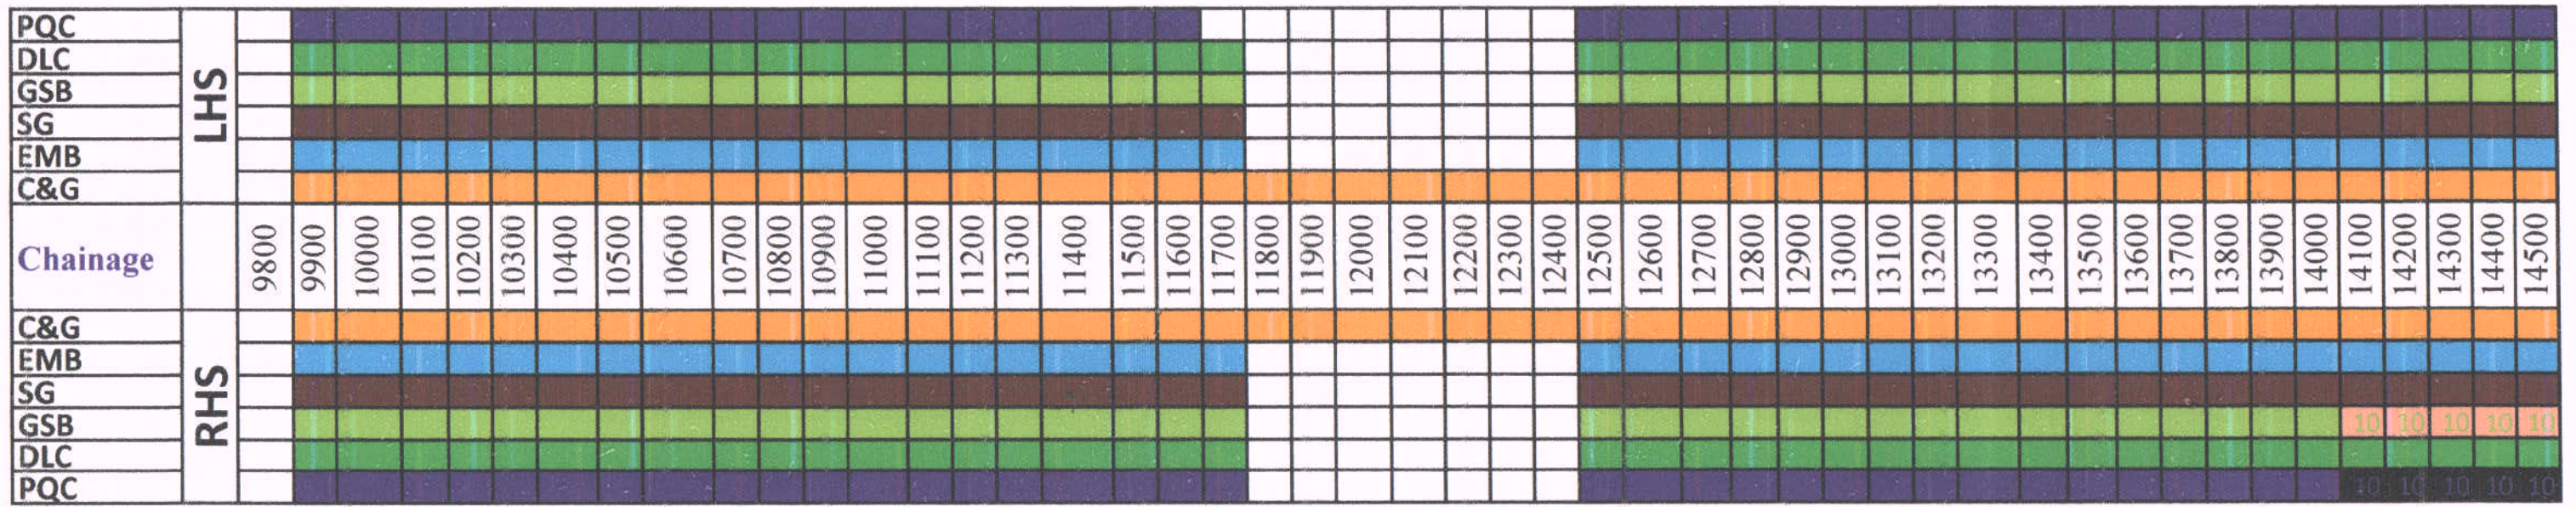 PQC
DLC
GSB
SG
EMB
C&G
LHS
Chainage 9800 9900 10000 10100 10200 10300 10400 10500 10600 10700 10800 10900 11000 11100 11200 11300 11400 11500 11600 11700 11800 11900 12000 12100 12200 12300 12400 12500 12600 12700 12800 12900 13000 13100 13200 13300 13400 13500 13600 13700 13800 13900 14000 14100 14200 14300 14400 14500
RHS
C&G
EMB
SG
GSB 10 10 10 10 10
DLC
PQC 10 10 10 10 10